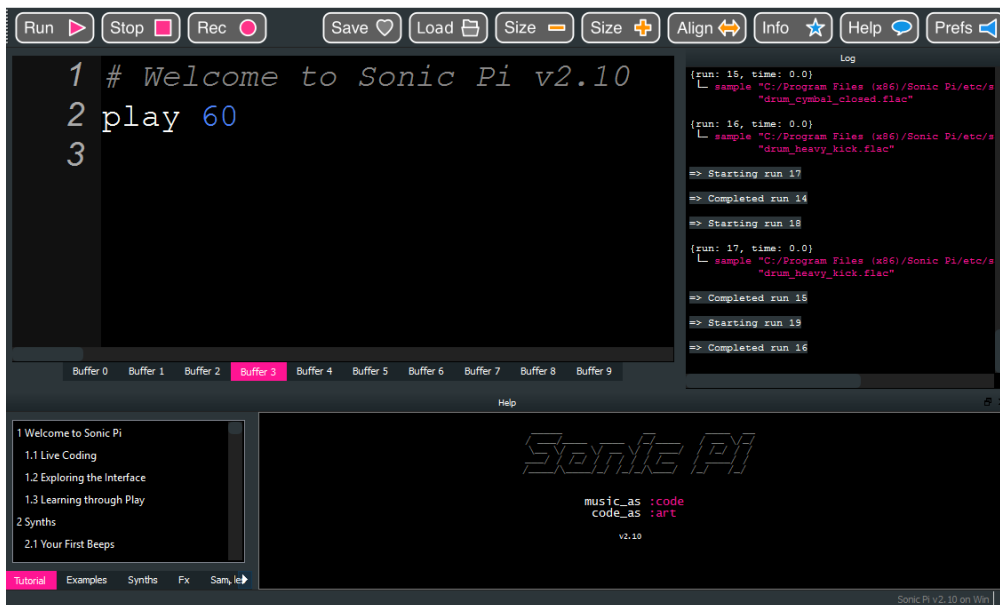 Run Stop Rec Save Load Size Size Align Info Help Prefs
1 # Welcome to Sonic Pi v2.10
2 play 60
3
Buffer 0 Buffer 1 Buffer 2 Buffer 3 Buffer 4 Buffer 5 Buffer 6 Buffer 7 Buffer 8 Buffer 9
Log
{run: 15, time: 0.0}
sample "C:/Program Files (x86)/Sonic Pi/etc/s
"drum_cymbal_closed.flac"
{run: 16, time: 0.0}
sample "C:/Program Files (x86)/Sonic Pi/etc/s
"drum_heavy_kick.flac"
=> Starting run 17
=> Completed run 14
=> Starting run 18
{run: 17, time: 0.0}
sample "C:/Program Files (x86)/Sonic Pi/etc/s
"drum_heavy_kick.flac"
=> Completed run 15
=> Starting run 19
=> Completed run 16
Help
1 Welcome to Sonic Pi
1.1 Live Coding
1.2 Exploring the Interface
1.3 Learning through Play
2 Synths
2.1 Your First Beeps
Tutorial Examples Synths Fx
Sonic Pi
music_as :code
code_as :art
v2.10
Sonic Pi v2.10 on Win